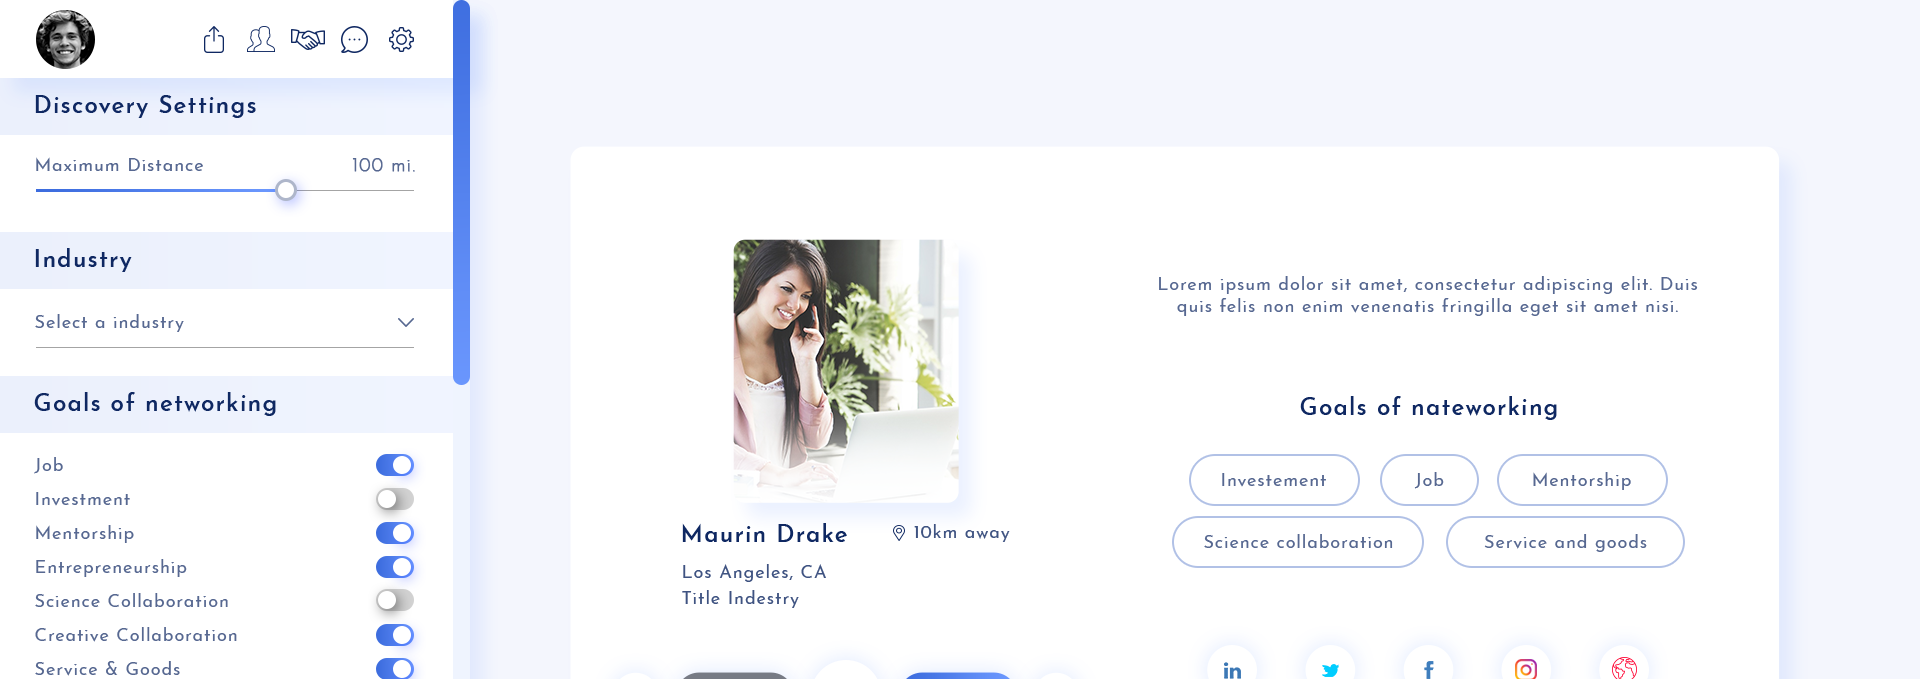 Discovery Settings
Maximum Distance 100 mi.
Industry
Select a industry
Goals of networking
Job
Investment
Mentorship
Entrepreneurship
Science Collaboration
Creative Collaboration
Service & Goods
Maurin Drake 10km away
Los Angeles, CA
Title Indestry
Lorem ipsum dolor sit amet, consectetur adipiscing elit. Duis
quis felis non enim venenatis fringilla eget sit amet nisi.
Goals of nateworking
Investement Job Mentorship
Science collaboration Service and goods
in
f